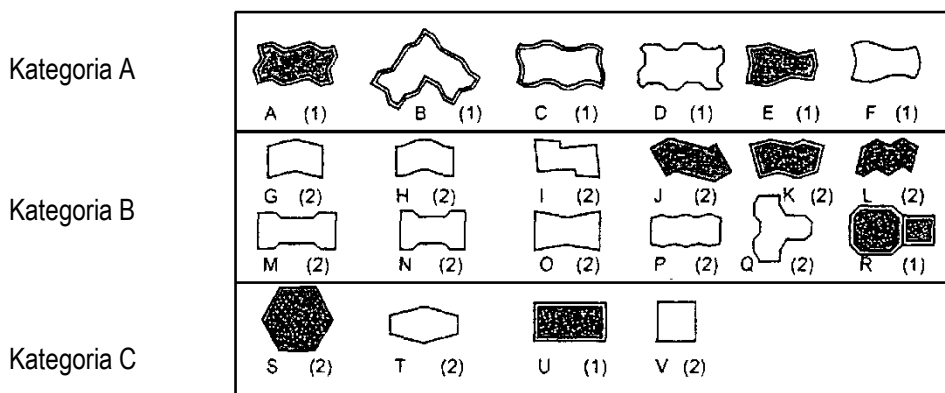 Kategoria A
A (1) B (1) C (1) D (1) E (1) F (1)
Kategoria B
G (2) H (2) I (2) J (2) K (2) L (2)
M (2) N (2) O (2) P (2) Q (2) R (1)
Kategoria C
S (2) T (2) U (1) V (2)